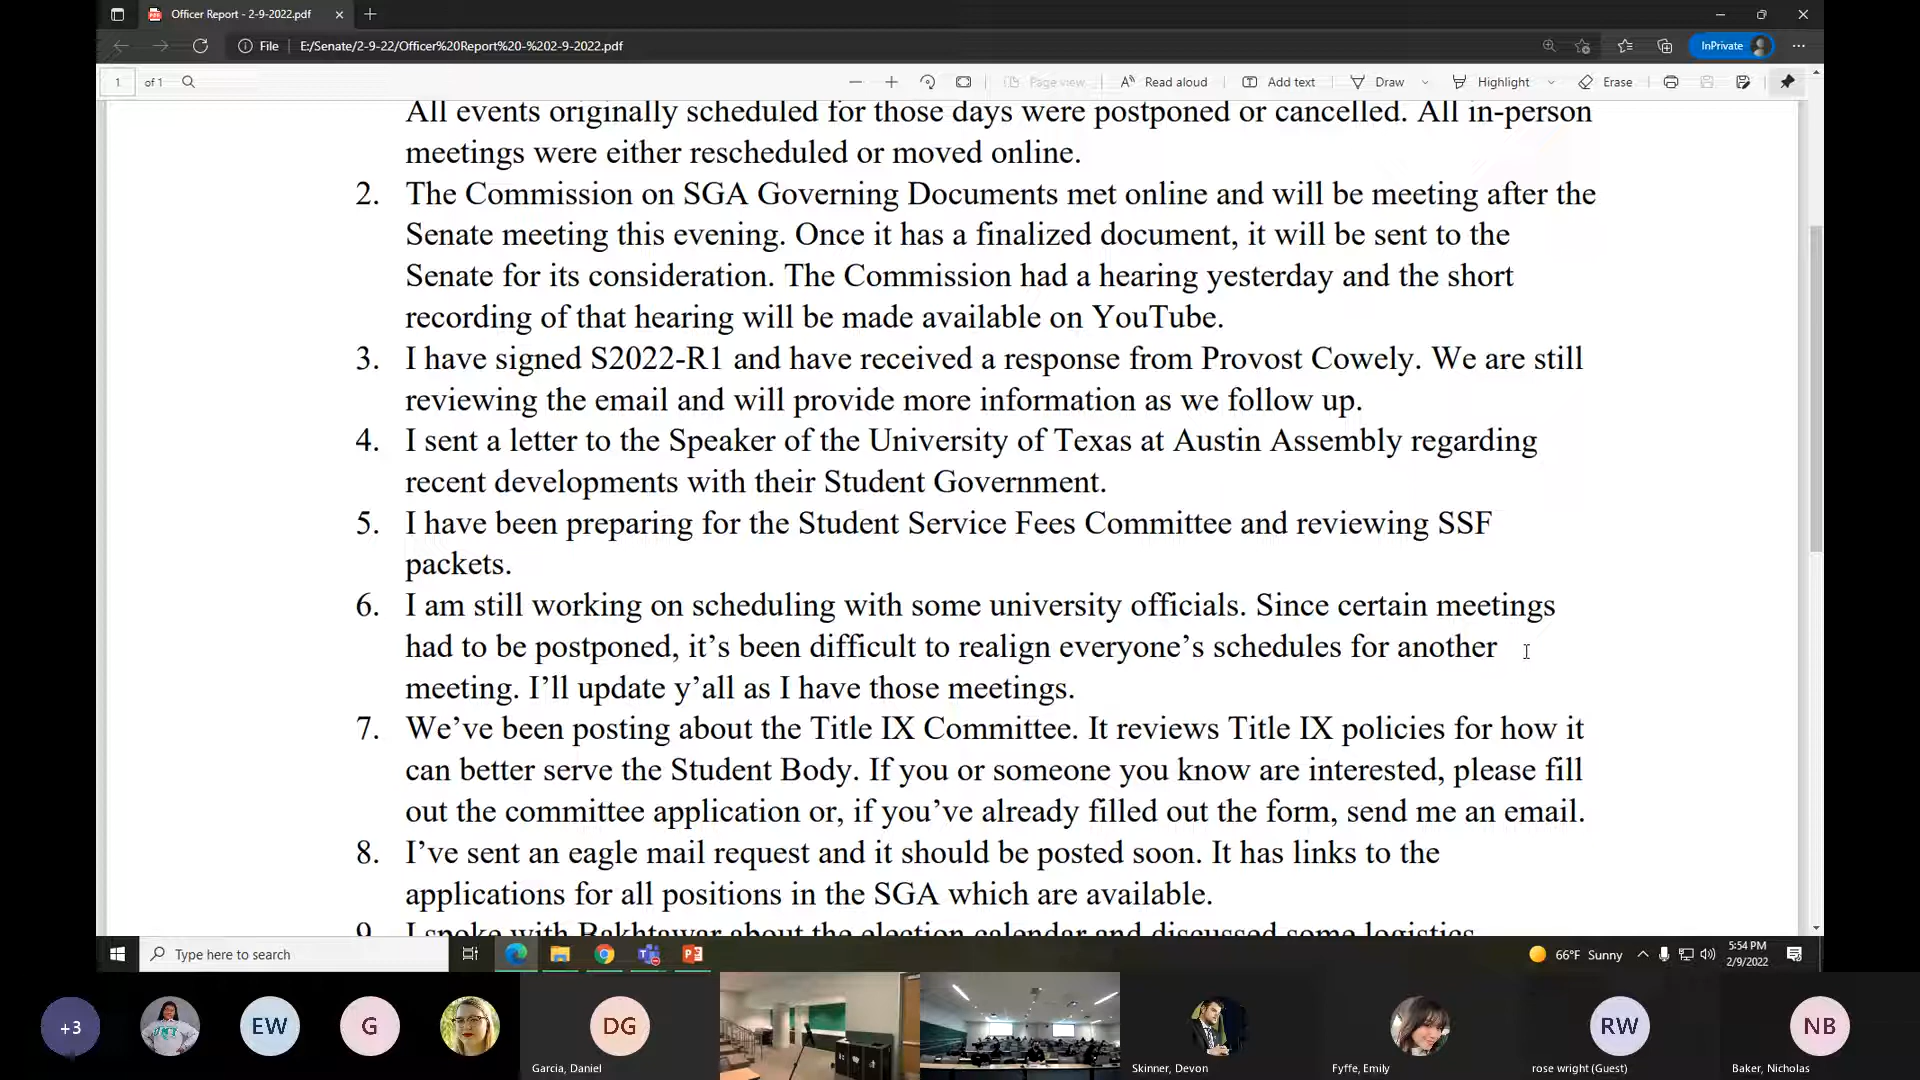 Officer Report - 2-9-2022.pdf
File
E:/Senate/2-9-22/Officer%20Report%20-%202-9-2022.pdf
InPrivate
1 of 1
Page view
Read aloud
Add text
Draw
Highlight
Erase
All events originally scheduled for those days were postponed or cancelled. All in-person
meetings were either rescheduled or moved online.
2. The Commission on SGA Governing Documents met online and will be meeting after the
Senate meeting this evening. Once it has a finalized document, it will be sent to the
Senate for its consideration. The Commission had a hearing yesterday and the short
recording of that hearing will be made available on YouTube.
3. I have signed S2022-R1 and have received a response from Provost Cowely. We are still
reviewing the email and will provide more information as we follow up.
4. I sent a letter to the Speaker of the University of Texas at Austin Assembly regarding
recent developments with their Student Government.
5. I have been preparing for the Student Service Fees Committee and reviewing SSF
packets.
6. I am still working on scheduling with some university officials. Since certain meetings
had to be postponed, it’s been difficult to realign everyone’s schedules for another
meeting. I’ll update y’all as I have those meetings.
7. We’ve been posting about the Title IX Committee. It reviews Title IX policies for how it
can better serve the Student Body. If you or someone you know are interested, please fill
out the committee application or, if you’ve already filled out the form, send me an email.
8. I’ve sent an eagle mail request and it should be posted soon. It has links to the
applications for all positions in the SGA which are available.
9. I spoke with Bakhtawar about the election calendar and discussed some logistics
Type here to search
66°F Sunny
5:54 PM
2/9/2022
+3
EW
G
DG
RW
NB
Garcia, Daniel
Skinner, Devon
Fyffe, Emily
rose wright (Guest)
Baker, Nicholas